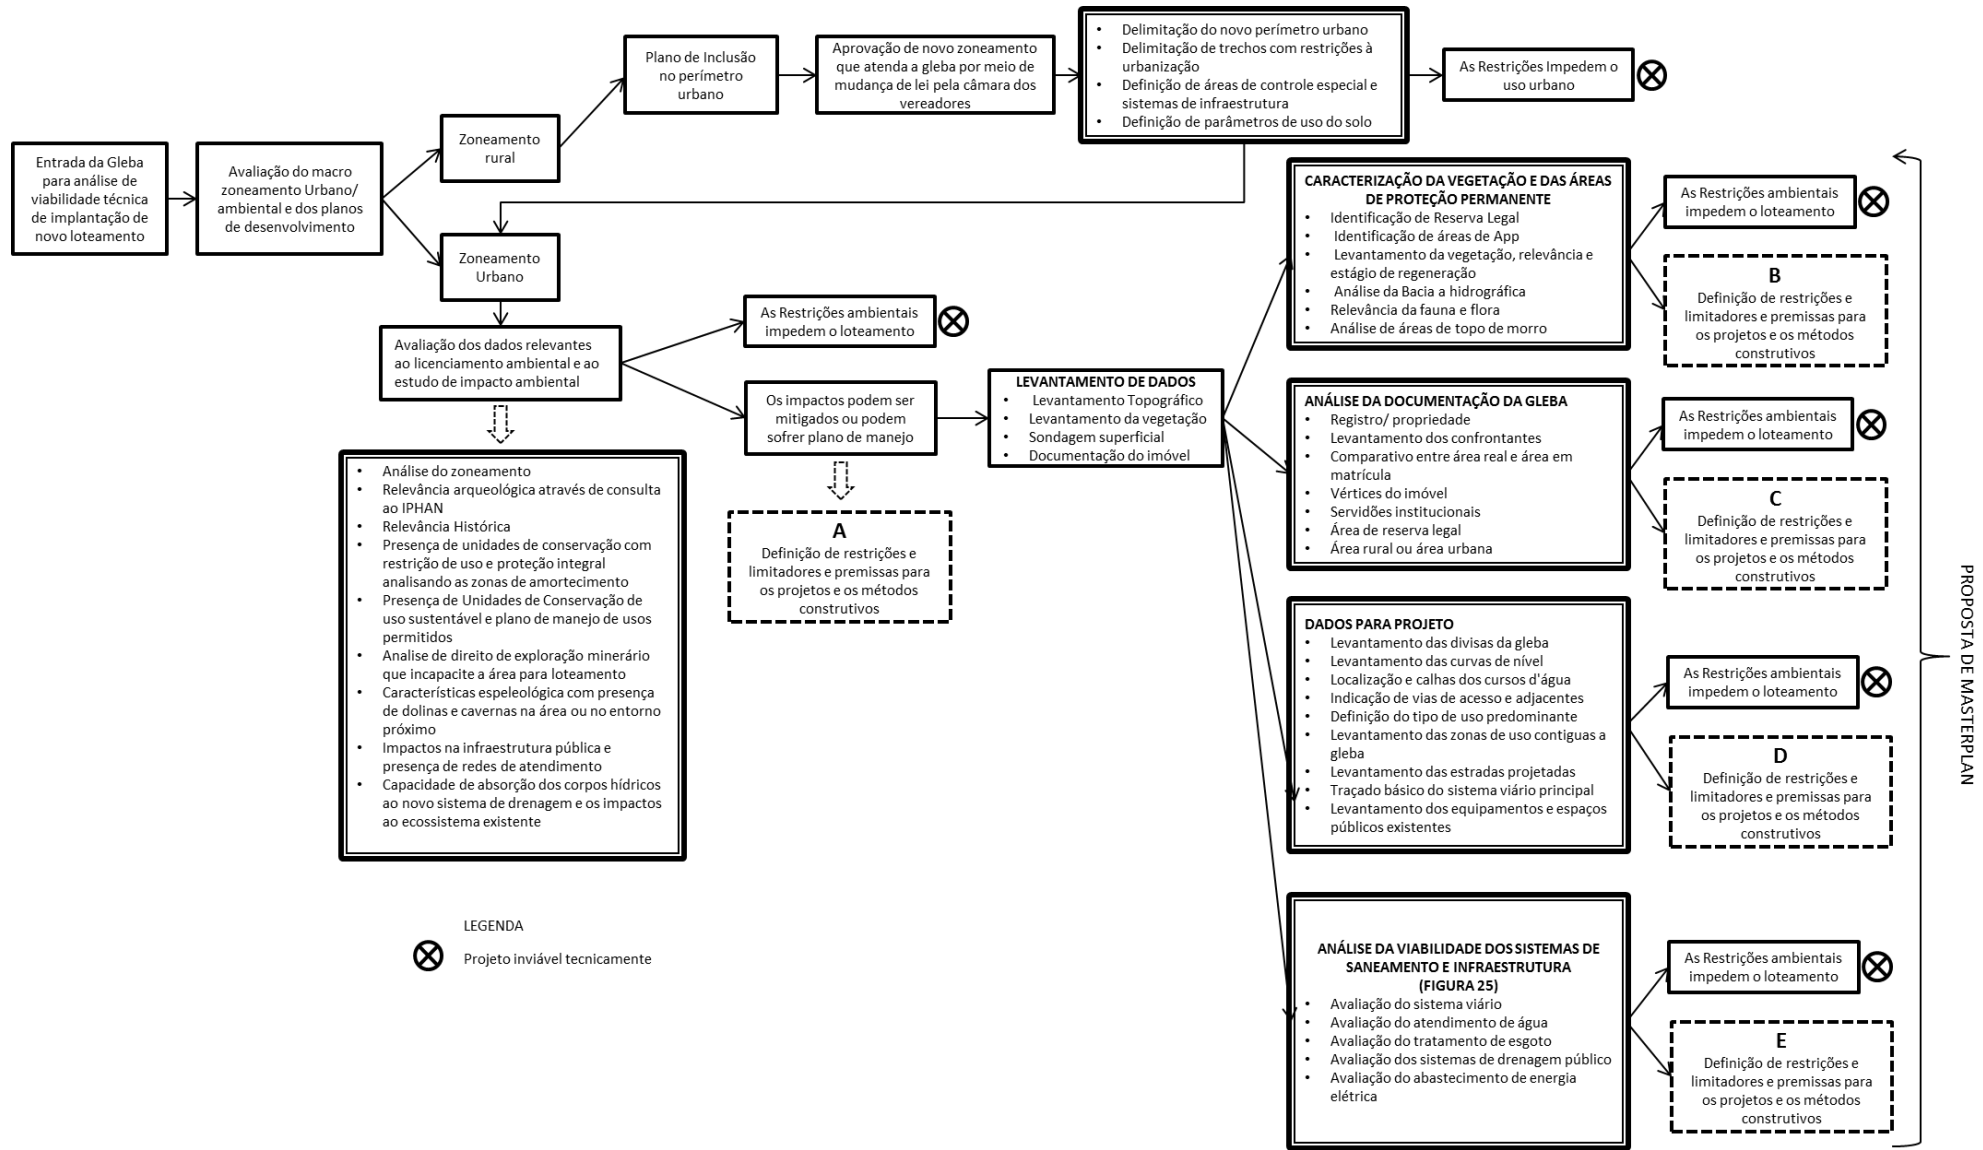 Entrada da Gleba
para análise de
viabilidade técnica
de implantação de
novo loteamento
Avaliação do macro
zoneamento Urbano/
ambiental e dos planos
de desenvolvimento
Zoneamento
rural
Plano de Inclusão
no perímetro
urbano
Aprovação de novo zoneamento
que atenda a gleba por meio de
mudança de lei pela câmara dos
vereadores
• Delimitação do novo perímetro urbano
• Delimitação de trechos com restrições à
urbanização
• Definição de áreas de controle especial e
sistemas de infraestrutura
• Definição de parâmetros de uso do solo
As Restrições Impedem o
uso urbano
Zoneamento
Urbano
Avaliação dos dados relevantes
ao licenciamento ambiental e ao
estudo de impacto ambiental
• Análise do zoneamento
• Relevância arqueológica através de consulta
ao IPHAN
• Relevância Histórica
• Presença de unidades de conservação com
restrição de uso e proteção integral
analisando as zonas de amortecimento
• Presença de Unidades de Conservação de
uso sustentável e plano de manejo de usos
permitidos
• Analise de direito de exploração minerário
que incapacite a área para loteamento
• Características espeleológica com presença
de dolinas e cavernas na área ou no entorno
próximo
• Impactos na infraestrutura pública e
presença de redes de atendimento
• Capacidade de absorção dos corpos hídricos
ao novo sistema de drenagem e os impactos
ao ecossistema existente
As Restrições ambientais
impedem o loteamento
Os impactos podem ser
mitigados ou podem
sofrer plano de manejo
A
Definição de restrições e
limitadores e premissas para
os projetos e os métodos
construtivos
LEVANTAMENTO DE DADOS
• Levantamento Topográfico
• Levantamento da vegetação
• Sondagem superficial
• Documentação do imóvel
CARACTERIZAÇÃO DA VEGETAÇÃO E DAS ÁREAS
DE PROTEÇÃO PERMANENTE
• Identificação de Reserva Legal
• Identificação de áreas de App
• Levantamento da vegetação, relevância e
estágio de regeneração
• Análise da Bacia a hidrográfica
• Relevância da fauna e flora
• Análise de áreas de topo de morro
As Restrições ambientais
impedem o loteamento
B
Definição de restrições e
limitadores e premissas para
os projetos e os métodos
construtivos
ANÁLISE DA DOCUMENTAÇÃO DA GLEBA
• Registro/ propriedade
• Levantamento dos confrontantes
• Comparativo entre área real e área em
matrícula
• Vértices do imóvel
• Servidões institucionais
• Área de reserva legal
• Área rural ou área urbana
As Restrições ambientais
impedem o loteamento
C
Definição de restrições e
limitadores e premissas para
os projetos e os métodos
construtivos
DADOS PARA PROJETO
• Levantamento das divisas da gleba
• Levantamento das curvas de nível
• Localização e calhas dos cursos d'água
• Indicação de vias de acesso e adjacentes
• Definição do tipo de uso predominante
• Levantamento das zonas de uso contiguas a
gleba
• Levantamento das estradas projetadas
• Traçado básico do sistema viário principal
• Levantamento dos equipamentos e espaços
públicos existentes
As Restrições ambientais
impedem o loteamento
D
Definição de restrições e
limitadores e premissas para
os projetos e os métodos
construtivos
ANÁLISE DA VIABILIDADE DOS SISTEMAS DE
SANEAMENTO E INFRAESTRUTURA
(FIGURA 25)
• Avaliação do sistema viário
• Avaliação do atendimento de água
• Avaliação do tratamento de esgoto
• Avaliação dos sistemas de drenagem público
• Avaliação do abastecimento de energia
elétrica
As Restrições ambientais
impedem o loteamento
E
Definição de restrições e
limitadores e premissas para
os projetos e os métodos
construtivos
PROPOSTA DE MASTERPLAN
LEGENDA
Projeto inviável tecnicamente